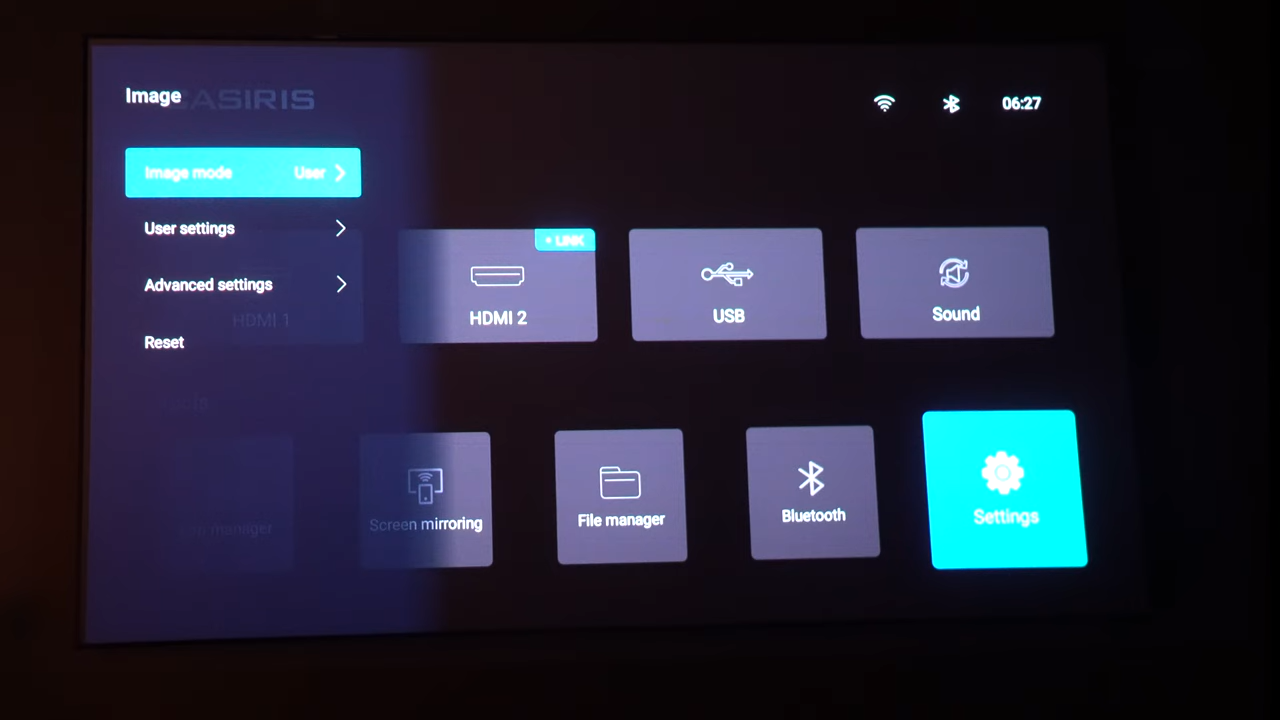 Image
CASIRIS
06:27
Image mode User
User settings
Advanced settings
Reset
LINK
HDMI 1
HDMI 2
USB
Sound
Screen mirroring
File manager
Bluetooth
Settings
manager